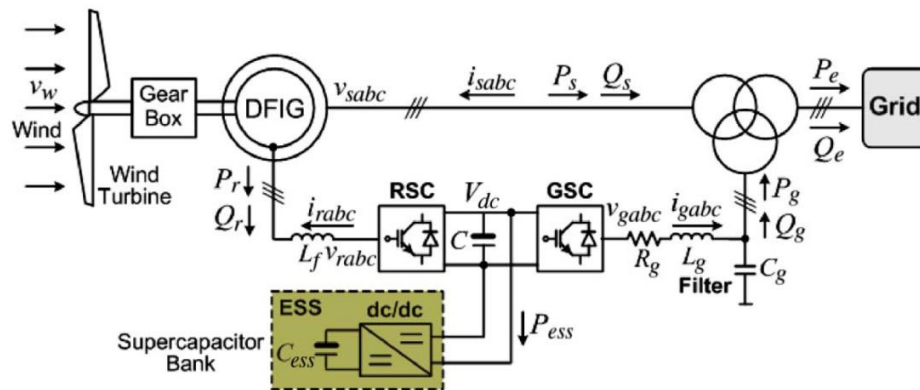 v_w
Wind
Wind
Turbine
Gear
Box
DFIG
v_sabc
i_sabc
P_s
Q_s
P_e
Q_e
Grid
P_r
Q_r
i_rabc
L_f
v_rabc
RSC
V_dc
C
GSC
v_gabc
i_gabc
R_g
L_g
Filter
C_g
P_g
Q_g
ESS
dc/dc
C_ess
P_ess
Supercapacitor
Bank